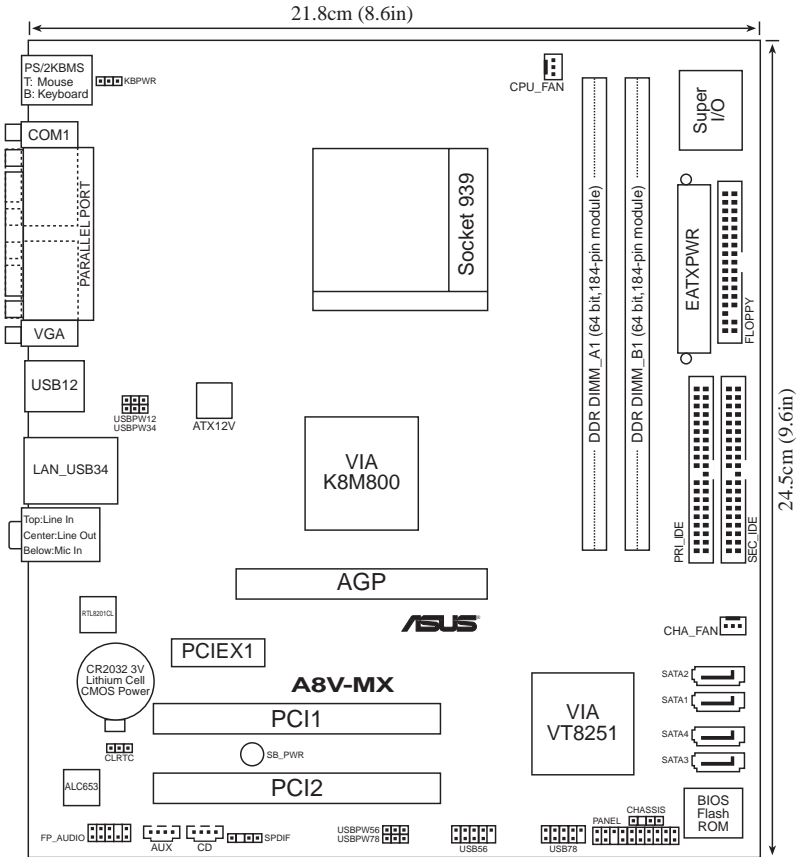 21.8cm (8.6in)
PS/2KBMS
T: Mouse
B: Keyboard
KBPWR
CPU_FAN
Super
I/O
COM1
PARALLEL PORT
Socket 939
DDR DIMM_A1 (64 bit,184-pin module)
DDR DIMM_B1 (64 bit,184-pin module)
EATXPWR
FLOPPY
24.5cm (9.6in)
VGA
USB12
USBPW12
USBPW34
ATX12V
VIA
K8M800
LAN_USB34
Top:Line In
Center:Line Out
Below:Mic In
PRI_IDE
SEC_IDE
AGP
RTL8201CL
ASUS
CHA_FAN
PCIEX1
CR2032 3V
Lithium Cell
CMOS Power
A8V-MX
SATA2
SATA1
SATA4
SATA3
PCI1
VIA
VT8251
CLRTC
SB_PWR
ALC653
PCI2
BIOS
Flash
ROM
CHASSIS
PANEL
FP_AUDIO
AUX
CD
SPDIF
USBPW56
USBPW78
USB56
USB78